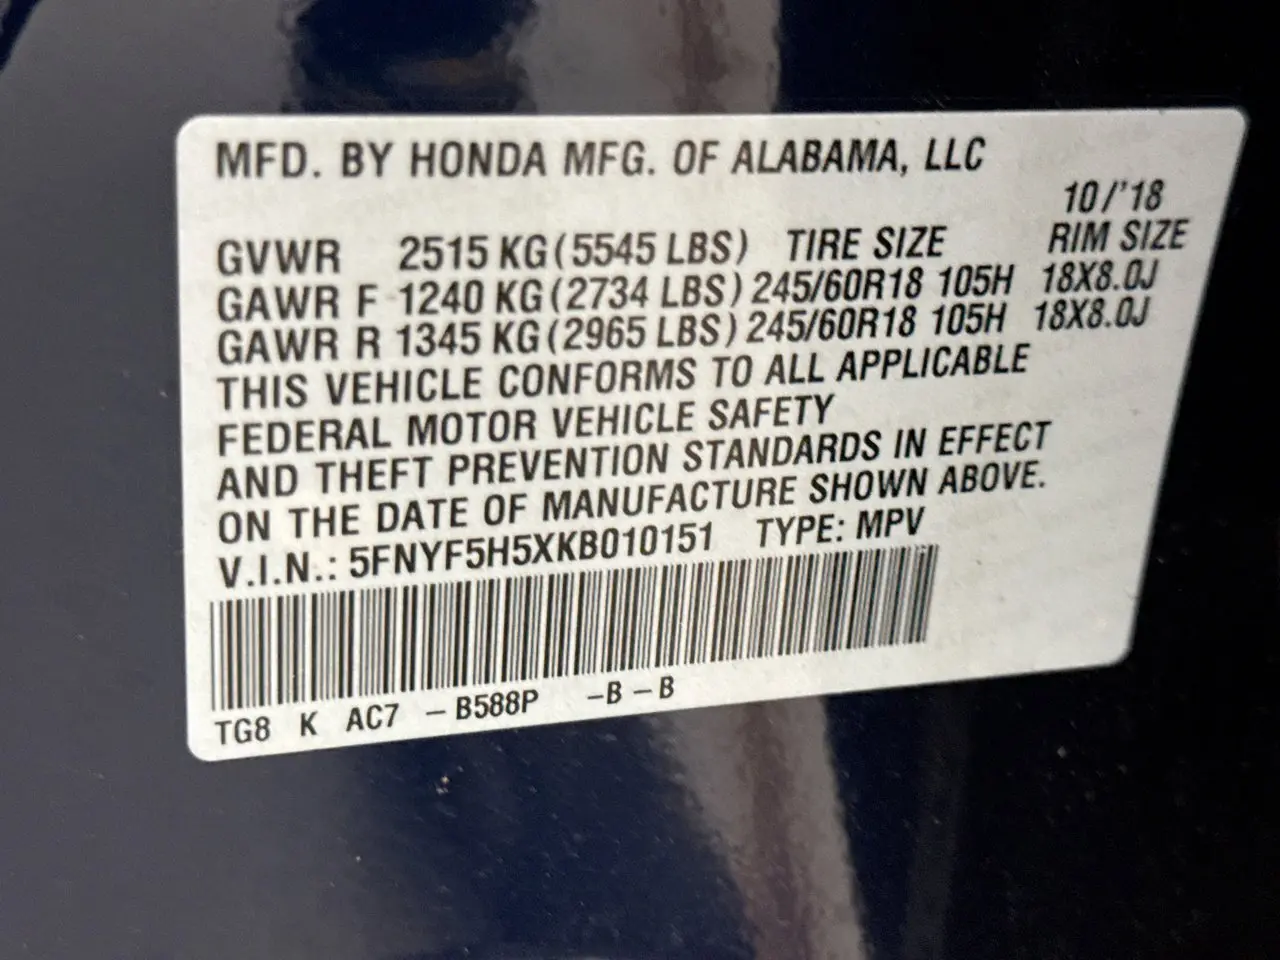 MFD. BY HONDA MFG. OF ALABAMA, LLC
10/'18
GVWR 2515 KG (5545 LBS) TIRE SIZE RIM SIZE
GAWR F 1240 KG (2734 LBS) 245/60R18 105H 18X8.0J
GAWR R 1345 KG (2965 LBS) 245/60R18 105H 18X8.0J
THIS VEHICLE CONFORMS TO ALL APPLICABLE
FEDERAL MOTOR VEHICLE SAFETY
AND THEFT PREVENTION STANDARDS IN EFFECT
ON THE DATE OF MANUFACTURE SHOWN ABOVE.
V.I.N.: 5FNYF5H5XKB010151 TYPE: MPV
TG8 K AC7 – B588P –B – B